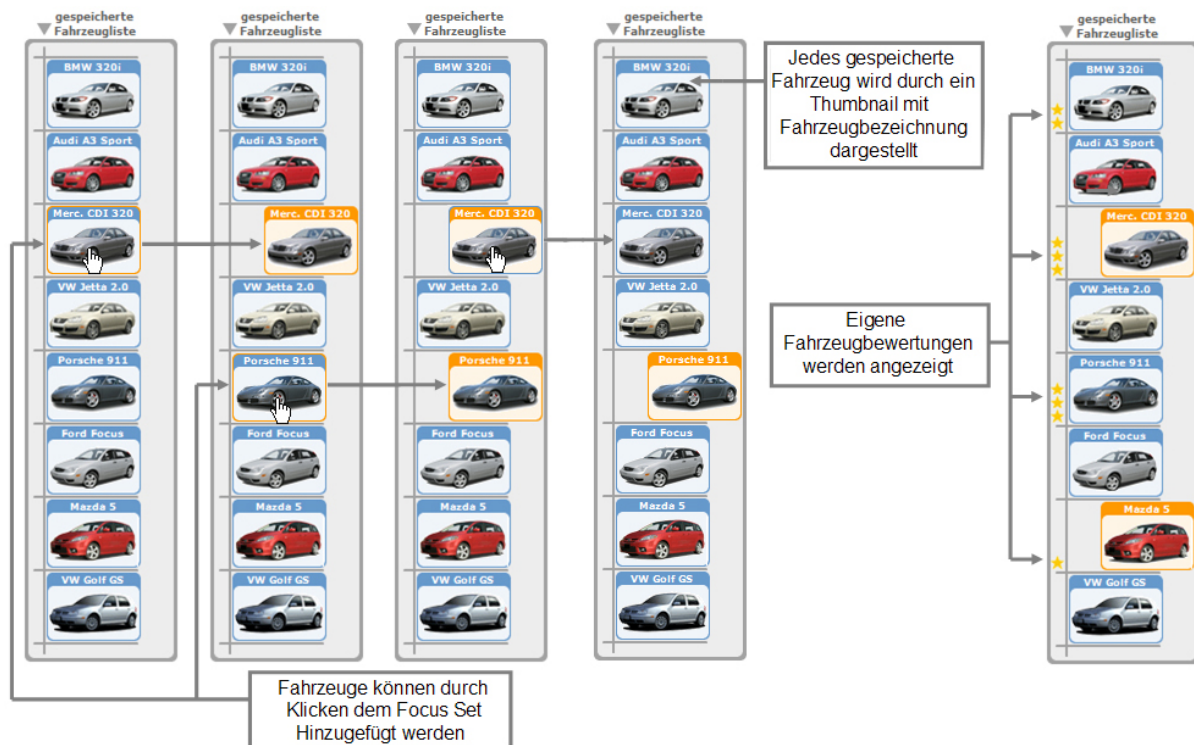 gespeicherte
Fahrzeugliste
BMW 320i
Audi A3 Sport
Merc. CDI 320
VW Jetta 2.0
Porsche 911
Ford Focus
Mazda 5
VW Golf GS
gespeicherte
Fahrzeugliste
BMW 320i
Audi A3 Sport
Merc. CDI 320
VW Jetta 2.0
Porsche 911
Ford Focus
Mazda 5
VW Golf GS
gespeicherte
Fahrzeugliste
BMW 320i
Audi A3 Sport
Merc. CDI 320
VW Jetta 2.0
Porsche 911
Ford Focus
Mazda 5
VW Golf GS
gespeicherte
Fahrzeugliste
BMW 320i
Audi A3 Sport
Merc. CDI 320
VW Jetta 2.0
Porsche 911
Ford Focus
Mazda 5
VW Golf GS
Jedes gespeicherte
Fahrzeug wird durch ein
Thumbnail mit
Fahrzeugbezeichnung
dargestellt
Eigene
Fahrzeugbewertungen
werden angezeigt
gespeicherte
Fahrzeugliste
BMW 320i
Audi A3 Sport
Merc. CDI 320
VW Jetta 2.0
Porsche 911
Ford Focus
Mazda 5
VW Golf GS
Fahrzeuge können durch
Klicken dem Focus Set
Hinzugefügt werden